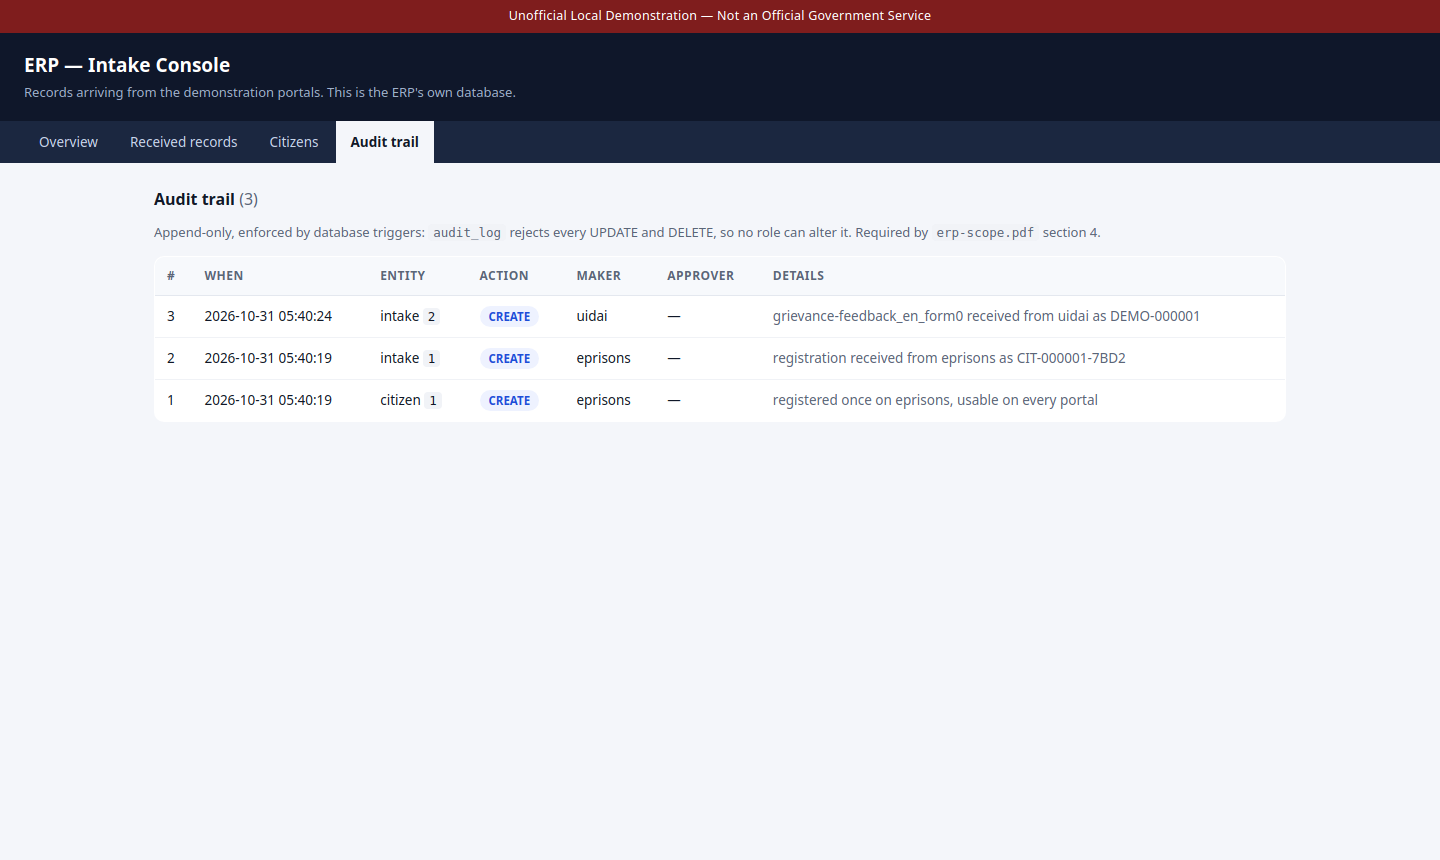 Unofficial Local Demonstration — Not an Official Government Service
ERP — Intake Console
Records arriving from the demonstration portals. This is the ERP's own database.
Overview Received records Citizens Audit trail
Audit trail (3)
Append-only, enforced by database triggers: audit_log rejects every UPDATE and DELETE, so no role can alter it. Required by erp-scope.pdf section 4.
# WHEN ENTITY ACTION MAKER APPROVER DETAILS
3 2026-10-31 05:40:24 intake 2 CREATE uidai — grievance-feedback_en_form0 received from uidai as DEMO-000001
2 2026-10-31 05:40:19 intake 1 CREATE eprisons — registration received from eprisons as CIT-000001-7BD2
1 2026-10-31 05:40:19 citizen 1 CREATE eprisons — registered once on eprisons, usable on every portal